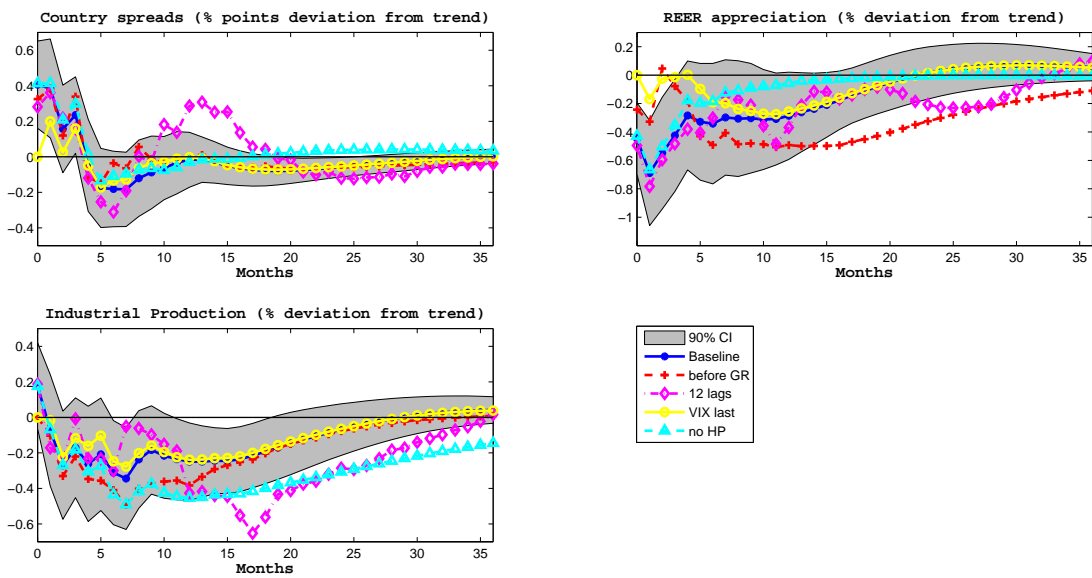 Country spreads (% points deviation from trend)
0.6
0.4
0.2
0
−0.2
−0.4
0 5 10 15 20 25 30 35
Months
REER appreciation (% deviation from trend)
0.2
0
−0.2
−0.4
−0.6
−0.8
−1
0 5 10 15 20 25 30 35
Months
Industrial Production (% deviation from trend)
0.4
0.2
0
−0.2
−0.4
−0.6
0 5 10 15 20 25 30 35
Months
90% CI
Baseline
before GR
12 lags
VIX last
no HP